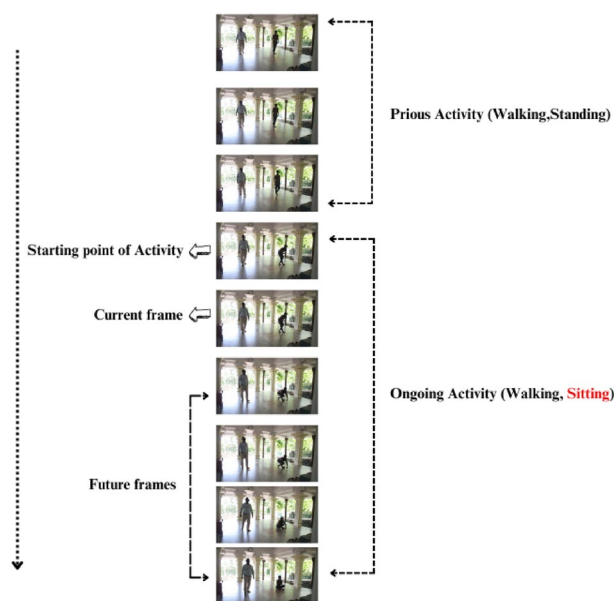 Prious Activity (Walking,Standing)
Starting point of Activity
Current frame
Ongoing Activity (Walking, Sitting)
Future frames